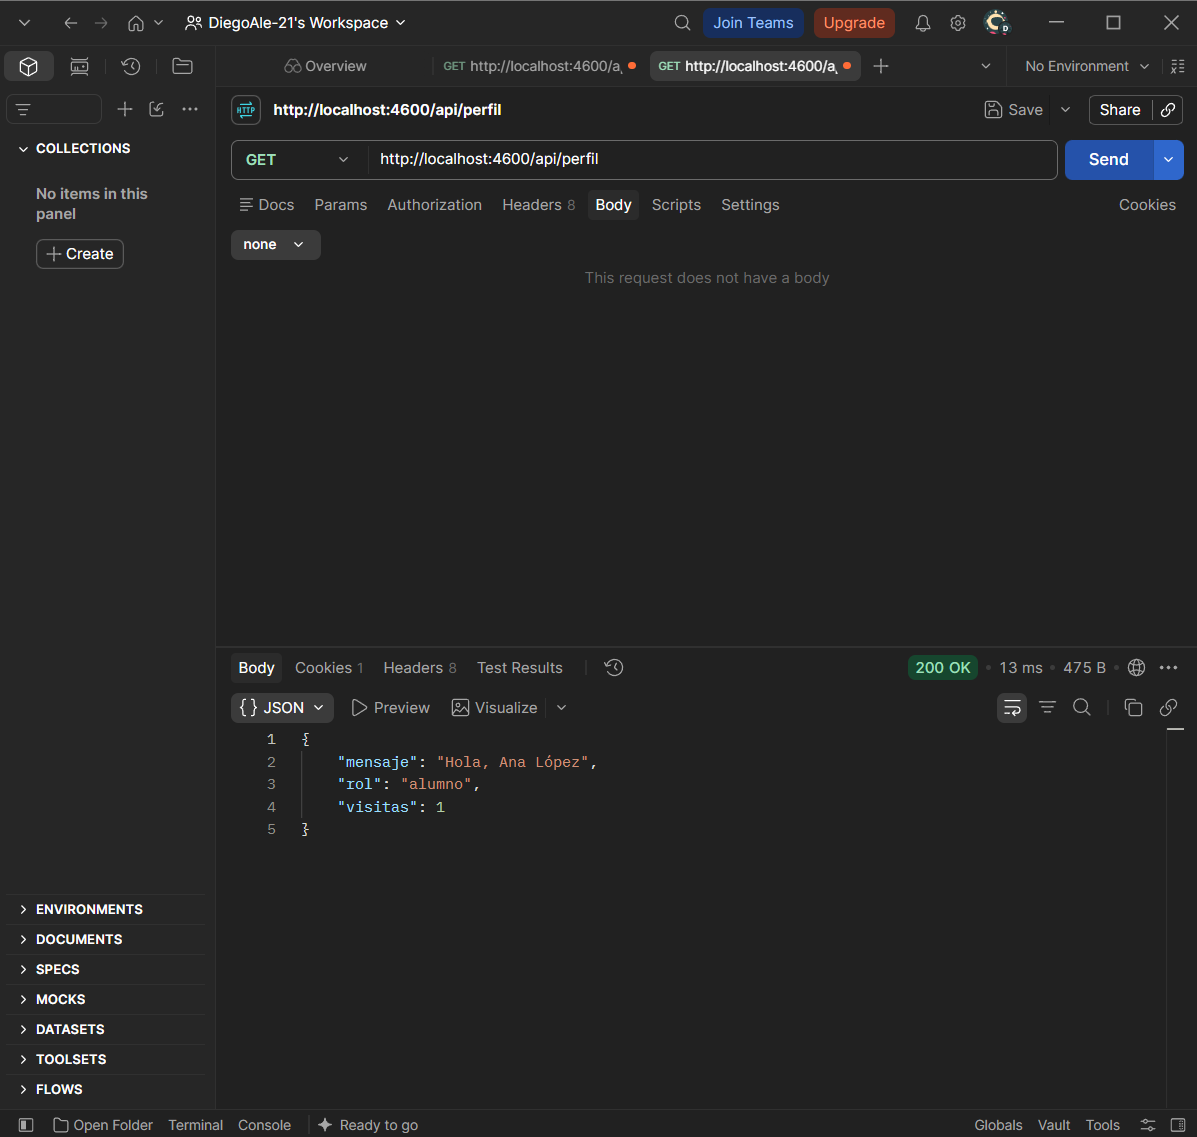 DiegoAle-21's Workspace
Join Teams
Upgrade
Overview
GET http://localhost:4600/a
GET http://localhost:4600/a
No Environment
HTTP http://localhost:4600/api/perfil
Save
Share
COLLECTIONS
No items in this
panel
Create
GET http://localhost:4600/api/perfil
Send
Docs Params Authorization Headers 8 Body Scripts Settings
Cookies
none
This request does not have a body
Body Cookies 1 Headers 8 Test Results
200 OK • 13 ms • 475 B •
{} JSON Preview Visualize
1 {
2 "mensaje": "Hola, Ana López",
3 "rol": "alumno",
4 "visitas": 1
5 }
ENVIRONMENTS
DOCUMENTS
SPECS
MOCKS
DATASETS
TOOLSETS
FLOWS
Open Folder Terminal Console Ready to go
Globals Vault Tools